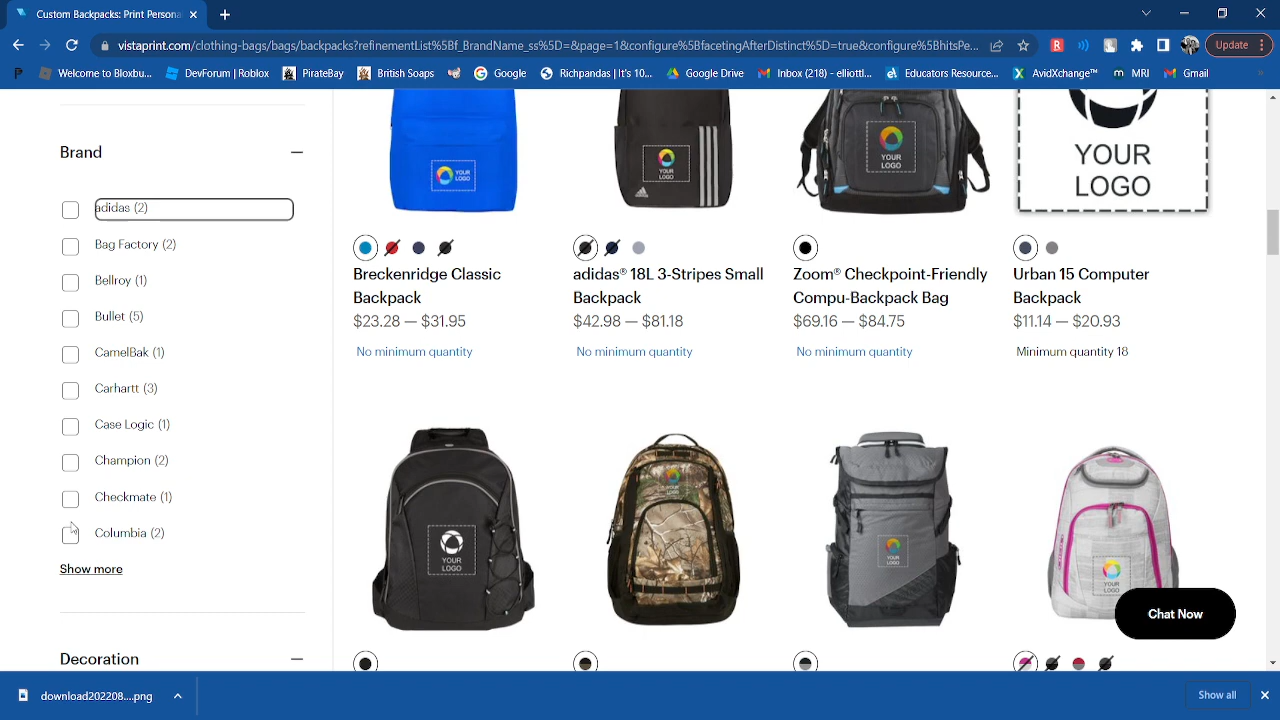 Custom Backpacks: Print Persona
vistaprint.com/clothing-bags/bags/backpacks?refinementList%5Bf_BrandName_ss%5D=&page=1&configure%5BfacetingAfterDistinct%5D=true&configure%5BhitsPe...
Update
Welcome to Bloxbu...
DevForum | Roblox
PirateBay
British Soaps
Google
Richpandas | It's 10...
Google Drive
Inbox (218) - elliottl...
Educators Resource...
AvidXchange™
MRI
Gmail
Brand
adidas (2)
Bag Factory (2)
Bellroy (1)
Bullet (5)
CamelBak (1)
Carhartt (3)
Case Logic (1)
Champion (2)
Checkmate (1)
Columbia (2)
Show more
Decoration
YOUR LOGO
YOUR LOGO
YOUR LOGO
YOUR
LOGO
Breckenridge Classic
Backpack
$23.28 — $31.95
No minimum quantity
adidas® 18L 3-Stripes Small
Backpack
$42.98 — $81.18
No minimum quantity
Zoom® Checkpoint-Friendly
Compu-Backpack Bag
$69.16 — $84.75
No minimum quantity
Urban 15 Computer
Backpack
$11.14 — $20.93
Minimum quantity 18
YOUR
LOGO
YOUR LOGO
YOUR
LOGO
YOUR
LOGO
Chat Now
download202208....png
Show all